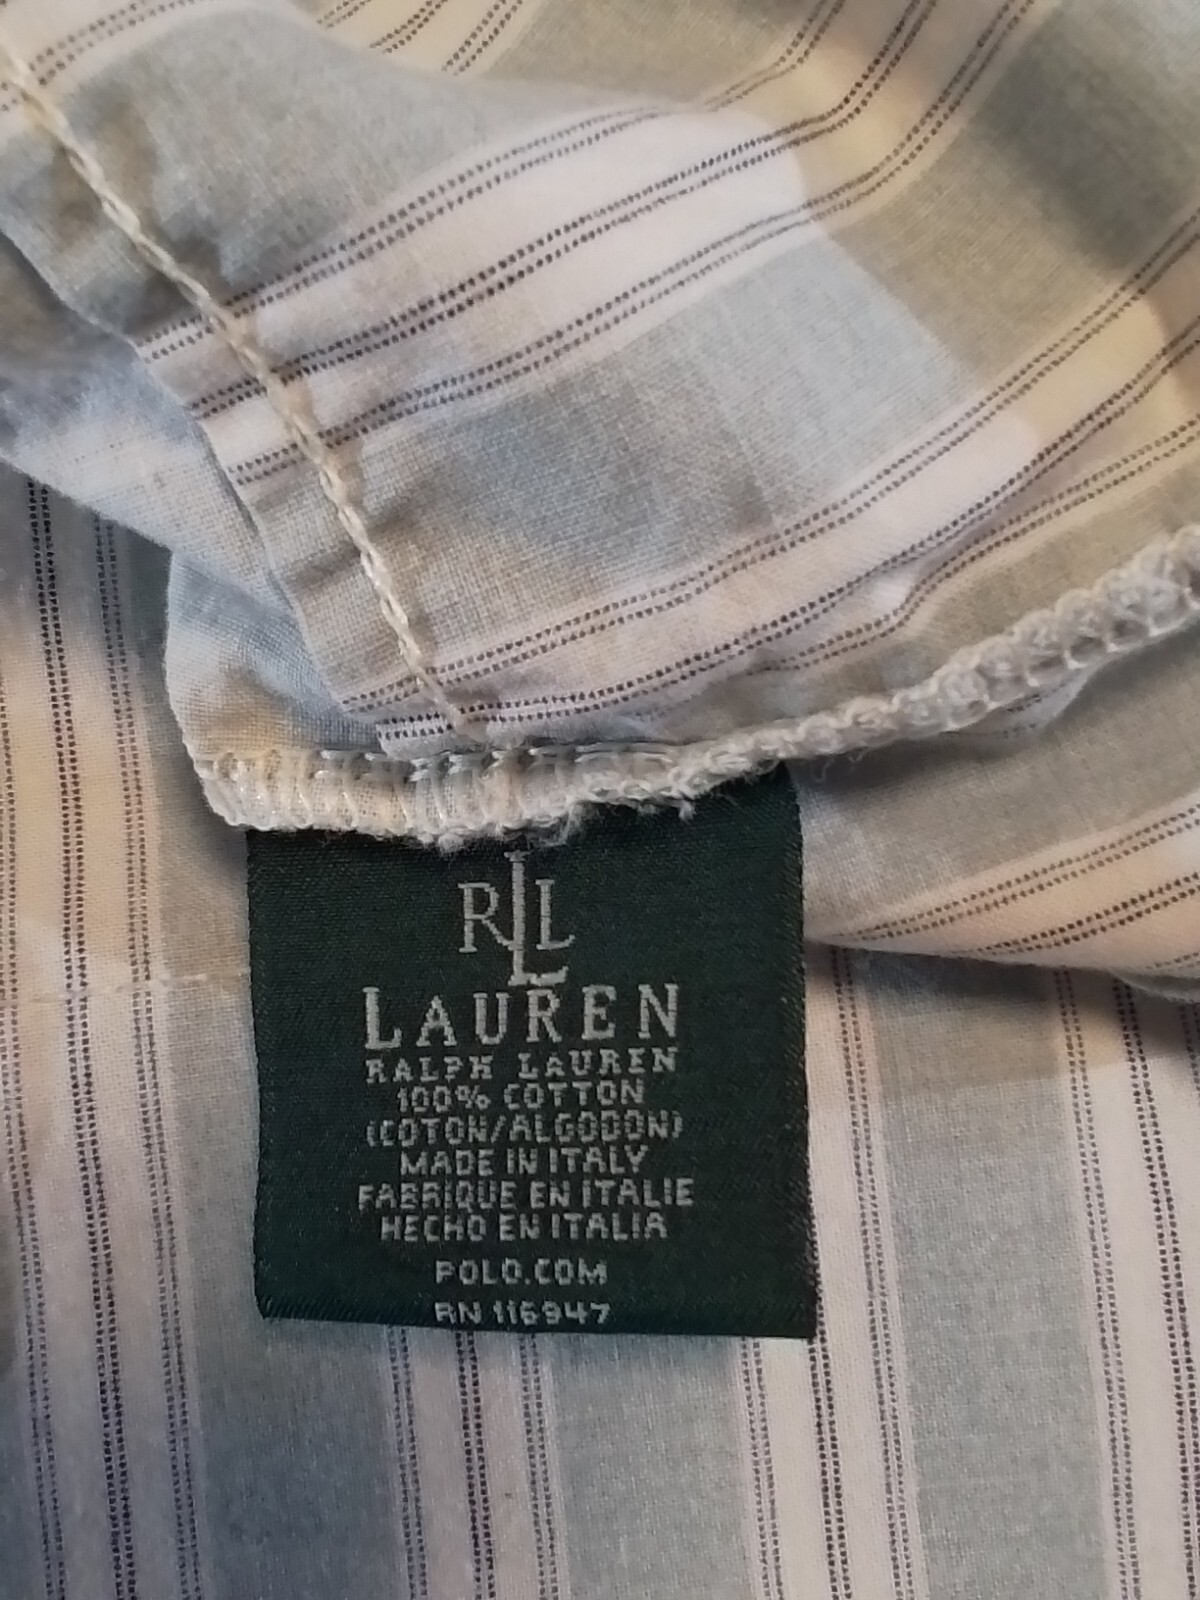 RLL
LAUREN
RALPH LAUREN
100% COTTON
(COTON/ALGODON)
MADE IN ITALY
FABRIQUE EN ITALIE
HECHO EN ITALIA
POLO.COM
RN 116947